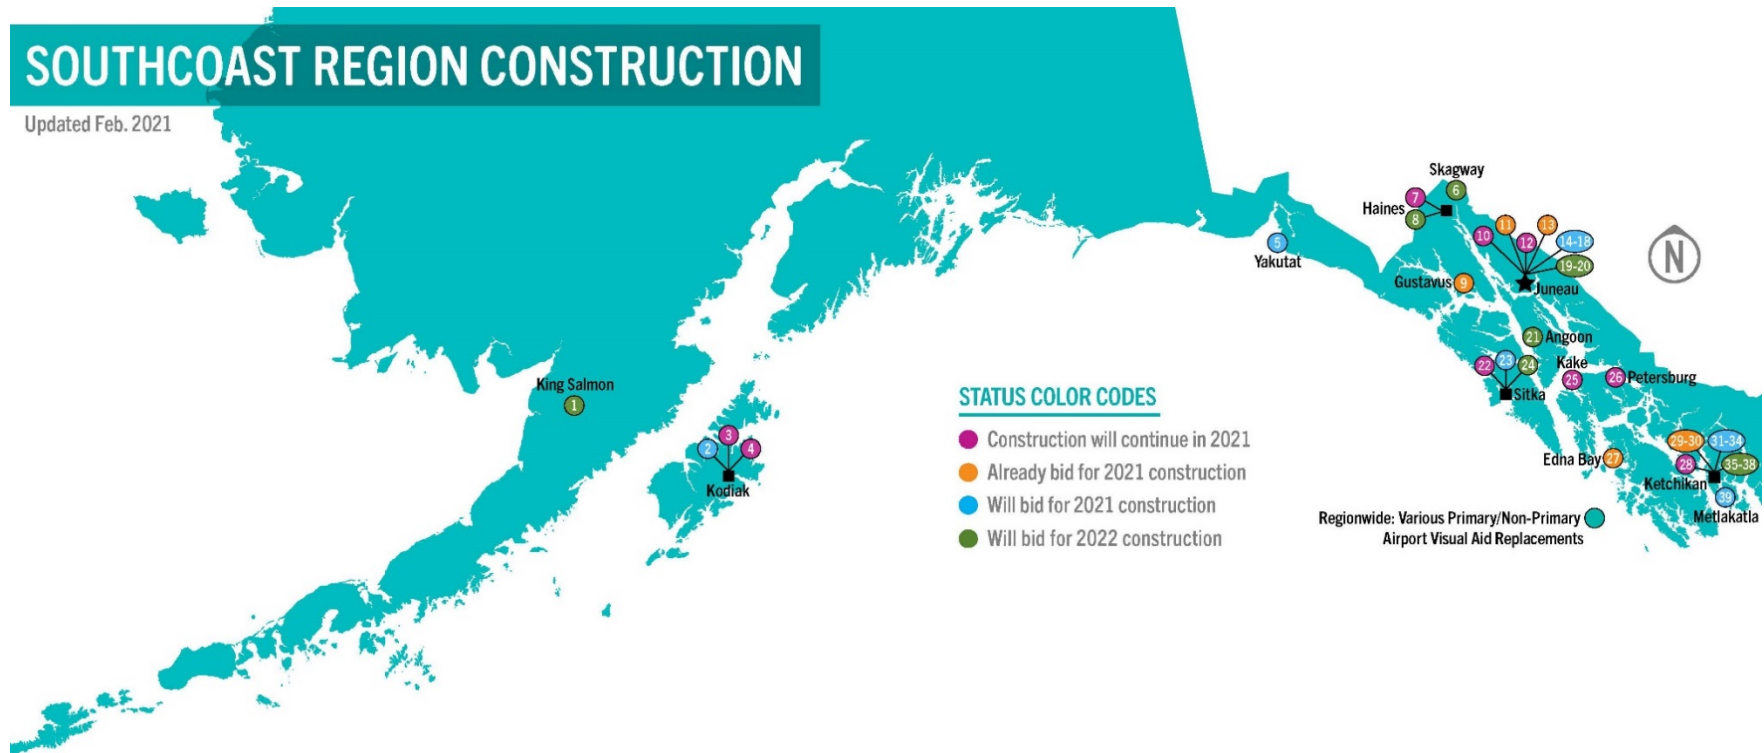 SOUTHCOAST REGION CONSTRUCTION
Updated Feb. 2021
Skagway
6
7
Haines
8
11
13
10
12
14-18
19-20
Juneau
5
Yakutat
N
Gustavus
9
21
Angoon
Kake
22
23
24
25
26
Petersburg
Sitka
King Salmon
1
3
2
4
Kodiak
STATUS COLOR CODES
Construction will continue in 2021
Already bid for 2021 construction
Will bid for 2021 construction
Will bid for 2022 construction
29-30
31-34
Edna Bay
27
28
35-38
Ketchikan
39
Metlakatla
Regionwide: Various Primary/Non-Primary
Airport Visual Aid Replacements